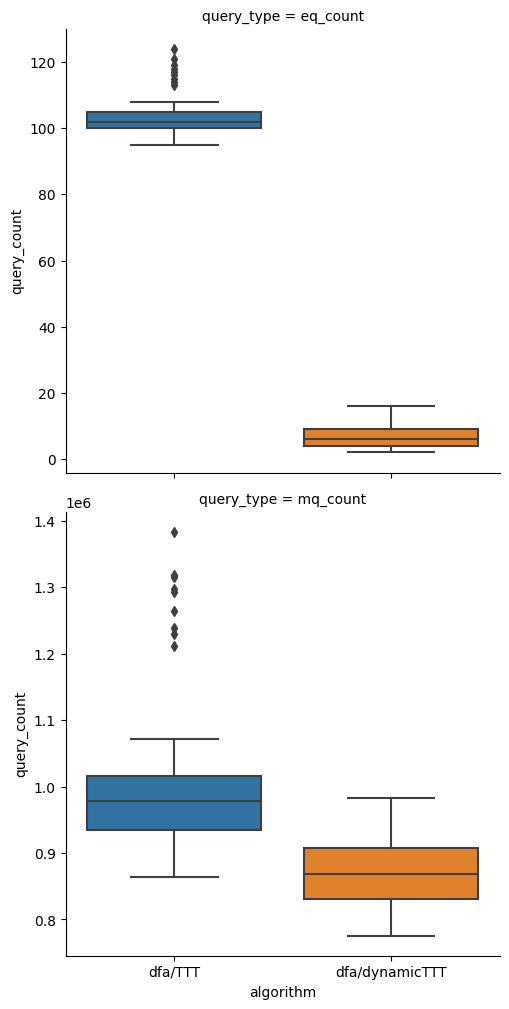 query_type = eq_count
120
100
80
60
40
20
0
query_count
query_type = mq_count
1e6
1.4
1.3
1.2
1.1
1.0
0.9
0.8
query_count
dfa/TTT dfa/dynamicTTT
algorithm